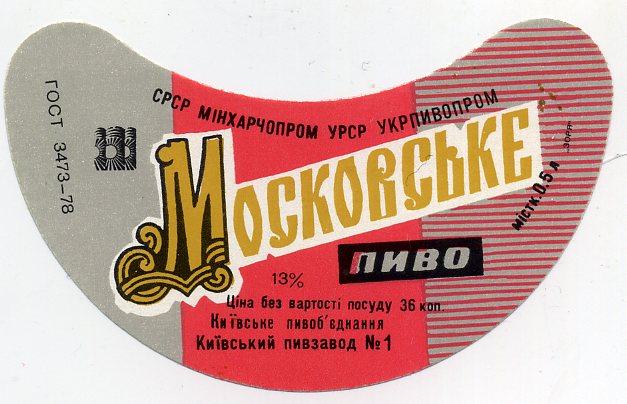 ГОСТ 3473-78
СРСР МІНХАРЧОПРОМ УРСР УКРПИВОПРОМ
Московське
ПИВО
містк. 0.5 л
13%
Ціна без вартості посуду 36 коп.
Київське пивоб'єднання
Київський пивзавод №1